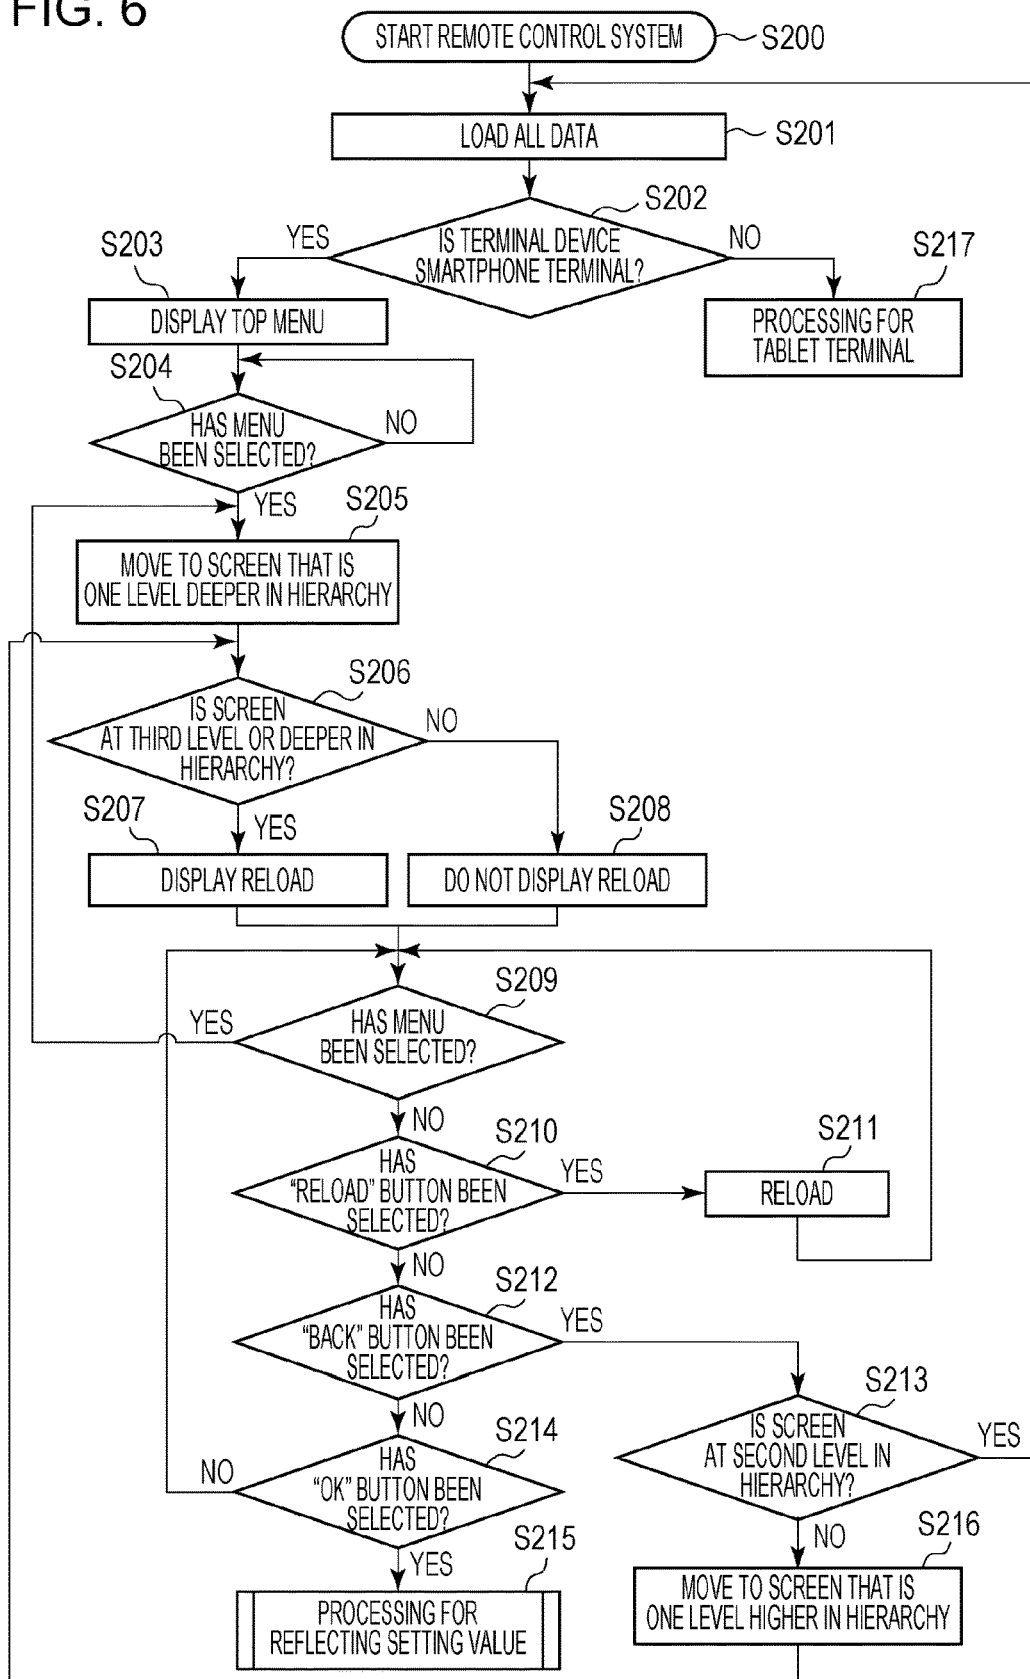 FIG. 6
START REMOTE CONTROL SYSTEM
S200
LOAD ALL DATA
S201
S202
IS TERMINAL DEVICE
SMARTPHONE TERMINAL?
YES
NO
S203
DISPLAY TOP MENU
S217
PROCESSING FOR
TABLET TERMINAL
S204
HAS MENU
BEEN SELECTED?
NO
YES
S205
MOVE TO SCREEN THAT IS
ONE LEVEL DEEPER IN HIERARCHY
S206
IS SCREEN
AT THIRD LEVEL OR DEEPER IN
HIERARCHY?
NO
YES
S207
DISPLAY RELOAD
S208
DO NOT DISPLAY RELOAD
S209
HAS MENU
BEEN SELECTED?
YES
NO
S210
HAS
“RELOAD” BUTTON BEEN
SELECTED?
YES
S211
RELOAD
NO
S212
HAS
“BACK” BUTTON BEEN
SELECTED?
YES
NO
S213
IS SCREEN
AT SECOND LEVEL IN
HIERARCHY?
YES
NO
S214
HAS
“OK” BUTTON BEEN
SELECTED?
NO
YES
S215
PROCESSING FOR
REFLECTING SETTING VALUE
S216
MOVE TO SCREEN THAT IS
ONE LEVEL HIGHER IN HIERARCHY